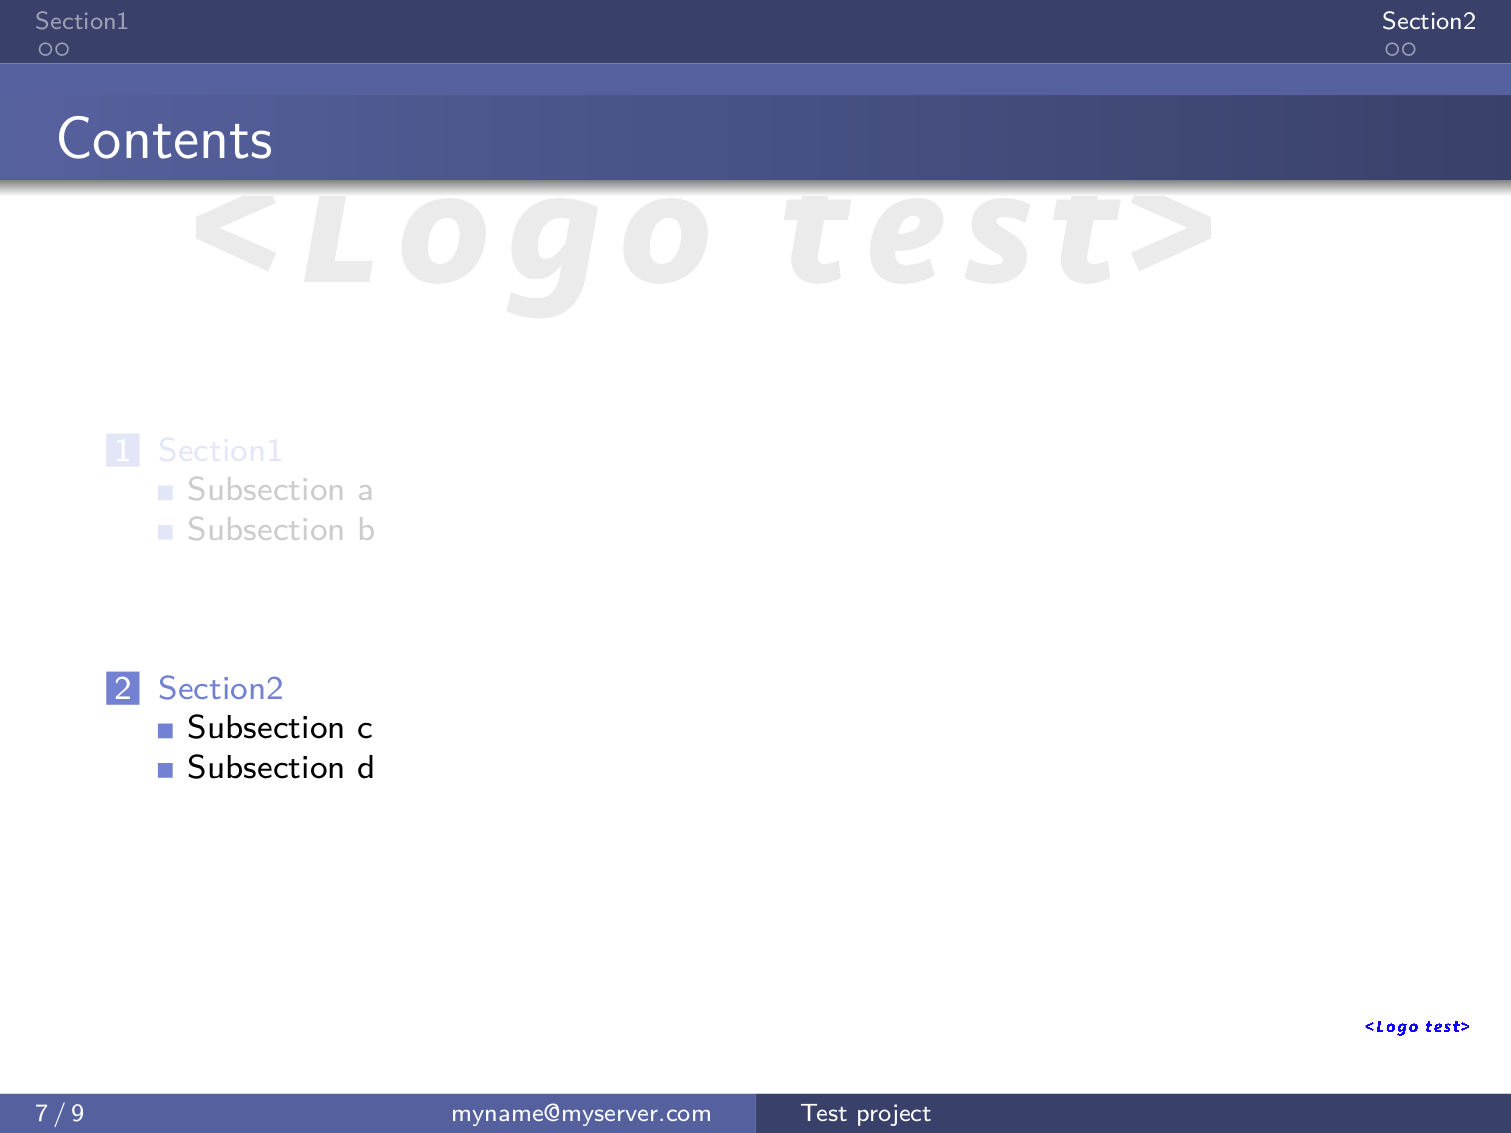 Section1 Section2
Contents
<Logo test>
1 Section1
Subsection a
Subsection b
2 Section2
Subsection c
Subsection d
<Logo test>
7 / 9 myname@myserver.com Test project